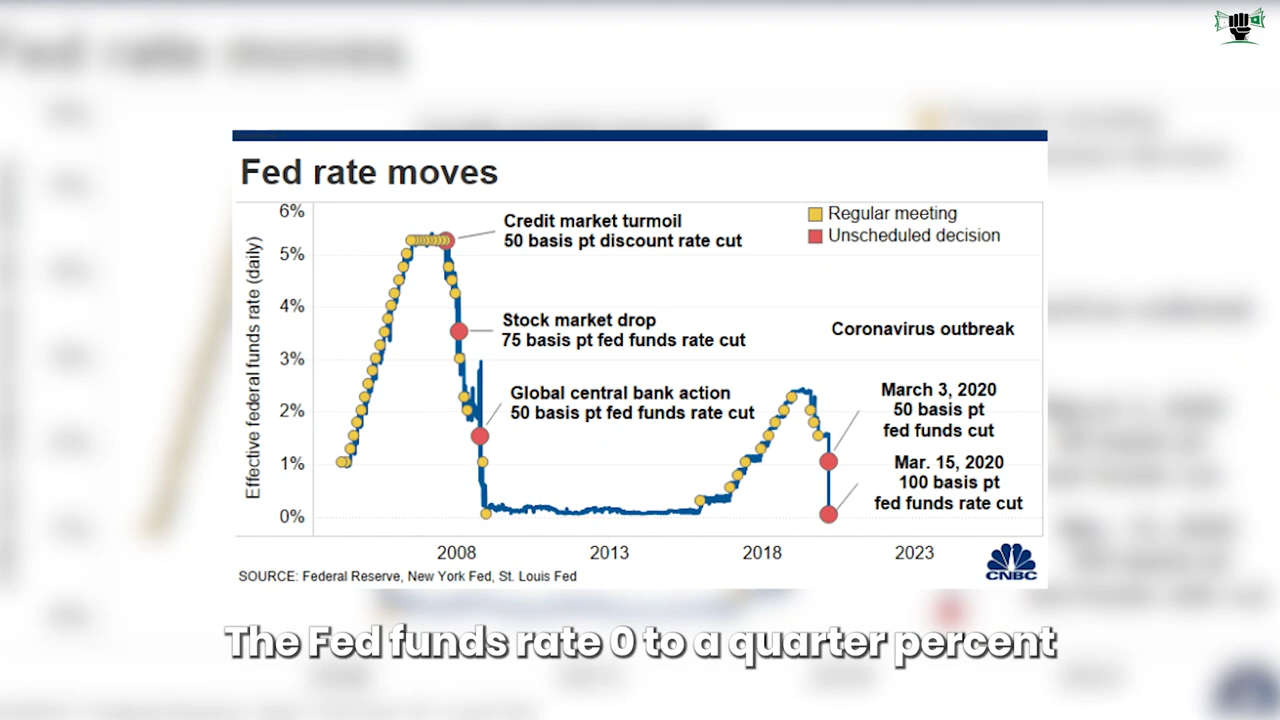 Fed rate moves
Fed rate moves
6%
5%
4%
3%
2%
1%
0%
Effective federal funds rate (daily)
Credit market turmoil
50 basis pt discount rate cut
Regular meeting
Unscheduled decision
Stock market drop
75 basis pt fed funds rate cut
Coronavirus outbreak
Global central bank action
50 basis pt fed funds rate cut
March 3, 2020
50 basis pt
fed funds cut
Mar. 15, 2020
100 basis pt
fed funds rate cut
2008
2013
2018
2023
SOURCE: Federal Reserve, New York Fed, St. Louis Fed
CNBC
The Fed funds rate 0 to a quarter percent